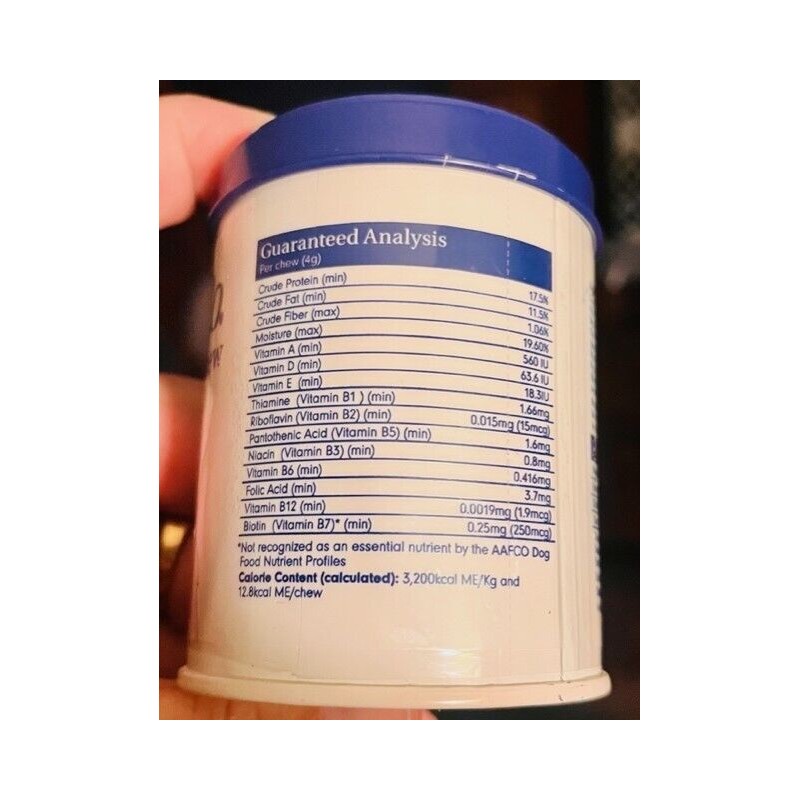 Guaranteed Analysis
Per chew (4g)
Crude Protein (min) 17.5%
Crude Fat (min) 11.5%
Crude Fiber (max) 1.06%
Moisture (max) 19.60%
Vitamin A (min) 560 IU
Vitamin D (min) 63.6 IU
Vitamin E (min) 18.3IU
Thiamine (Vitamin B1 ) (min) 1.66mg
Riboflavin (Vitamin B2) (min) 0.015mg (15mcg)
Pantothenic Acid (Vitamin B5) (min) 1.6mg
Niacin (Vitamin B3) (min) 0.8mg
Vitamin B6 (min) 0.416mg
Folic Acid (min) 3.7mg
Vitamin B12 (min) 0.0019mg (1.9mcg)
Biotin (Vitamin B7)* (min) 0.25mg (250mcg)
*Not recognized as an essential nutrient by the AAFCO Dog
Food Nutrient Profiles
Calorie Content (calculated): 3,200kcal ME/Kg and
12.8kcal ME/chew